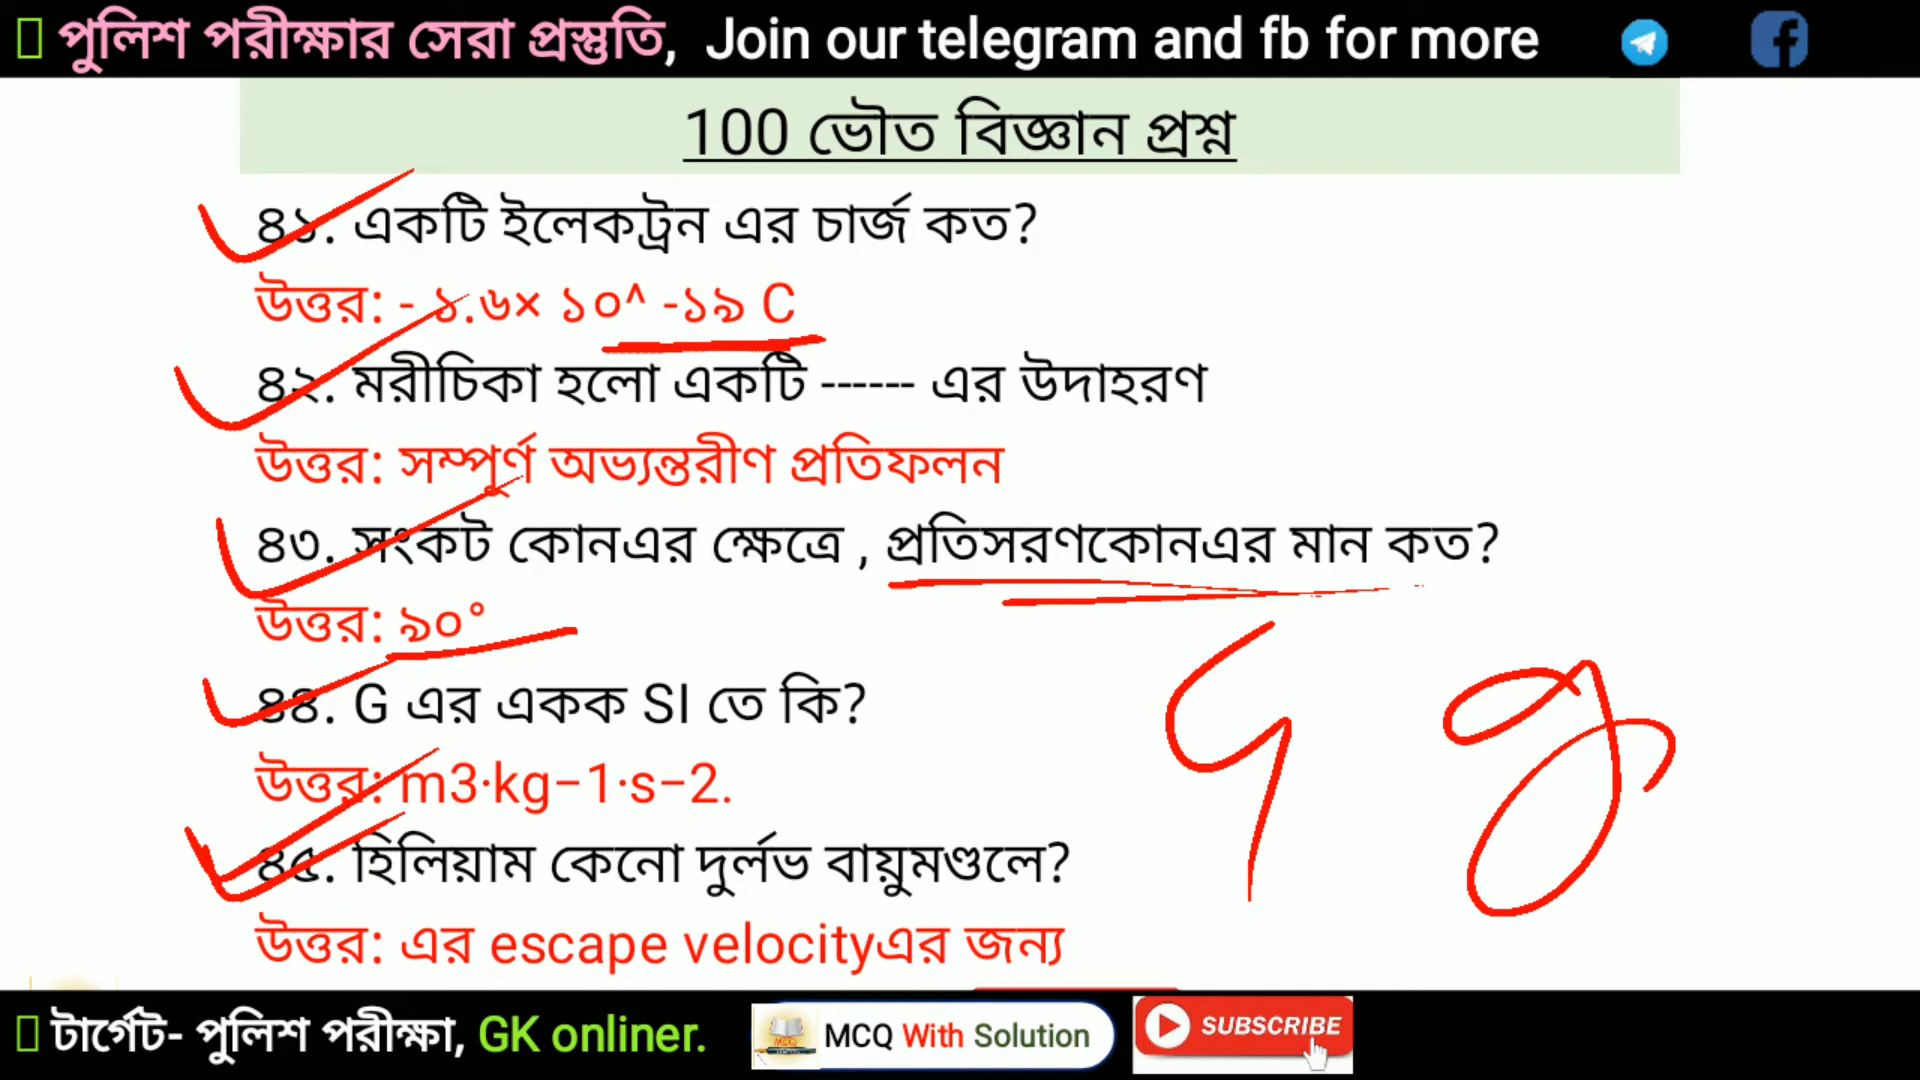 পুলিশ পরীক্ষার সেরা প্রস্তুতি, Join our telegram and fb for more
100 ভৌত বিজ্ঞান প্রশ্ন
৪১. একটি ইলেকট্রন এর চার্জ কত?
উত্তর: - ১.৬× ১০^ -১৯ C
৪২. মরীচিকা হলো একটি ------ এর উদাহরণ
উত্তর: সম্পূর্ণ অভ্যন্তরীণ প্রতিফলন
৪৩. সংকট কোনএর ক্ষেত্রে , প্রতিসরণকোনএর মান কত?
উত্তর: ৯০°
৪৪. G এর একক SI তে কি?
উত্তর: m3·kg−1·s−2.
৪৫. হিলিয়াম কেনো দুর্লভ বায়ুমণ্ডলে?
উত্তর: এর escape velocityএর জন্য
G g
টার্গেট- পুলিশ পরীক্ষা, GK onliner.
MCQ With Solution
SUBSCRIBE